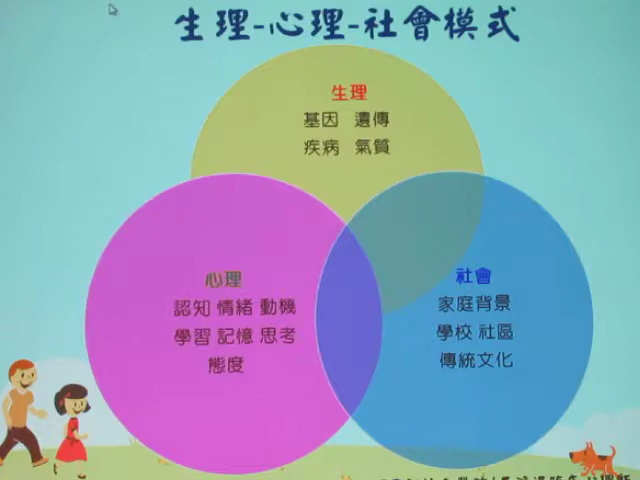 生理-心理-社會模式
生理
基因 遺傳
疾病 氣質
心理
認知 情緒 動機
學習 記憶 思考
態度
社會
家庭背景
學校 社區
傳統文化